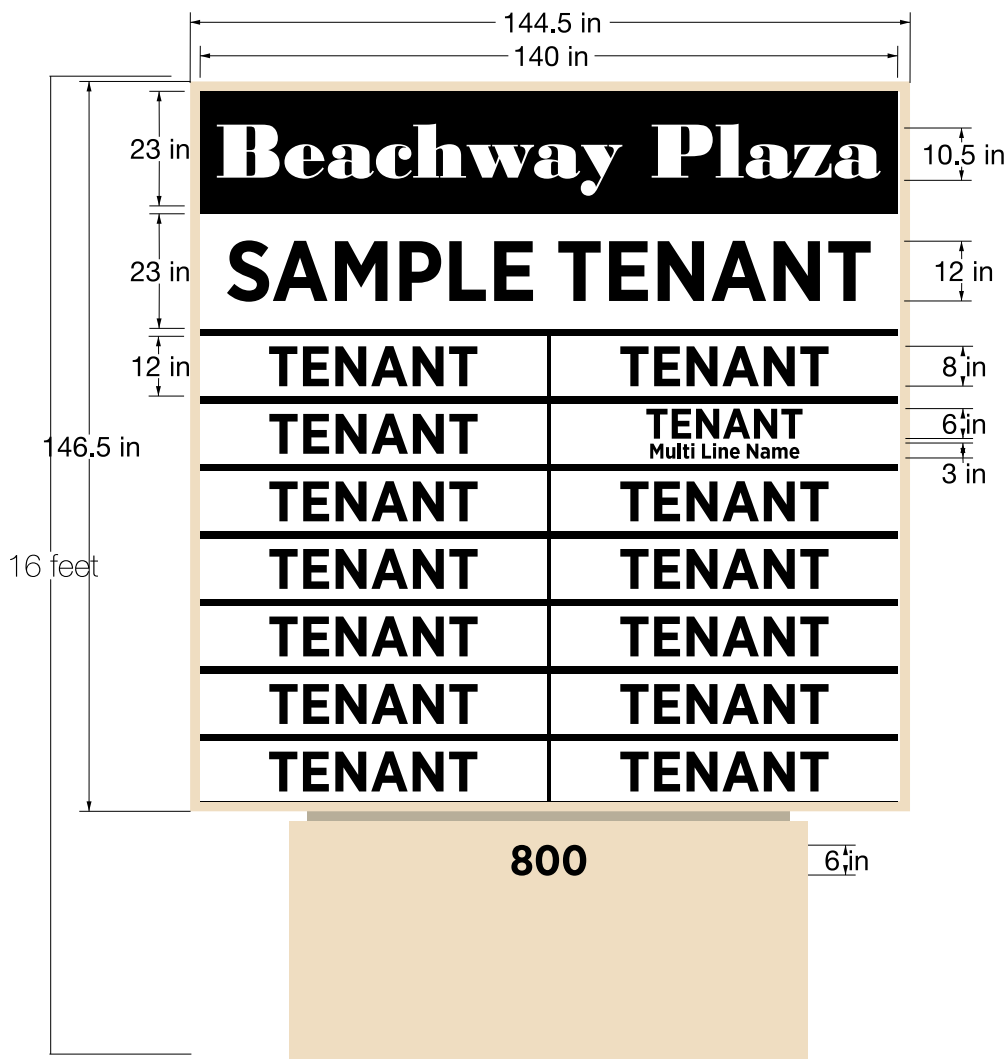 144.5 in
140 in
23 in
Beachway Plaza
10.5 in
23 in
SAMPLE TENANT
12 in
12 in
TENANT TENANT
8 in
TENANT TENANT
6 in
Multi Line Name
3 in
146.5 in
TENANT TENANT
16 feet
TENANT TENANT
TENANT TENANT
TENANT TENANT
TENANT TENANT
800
6 in